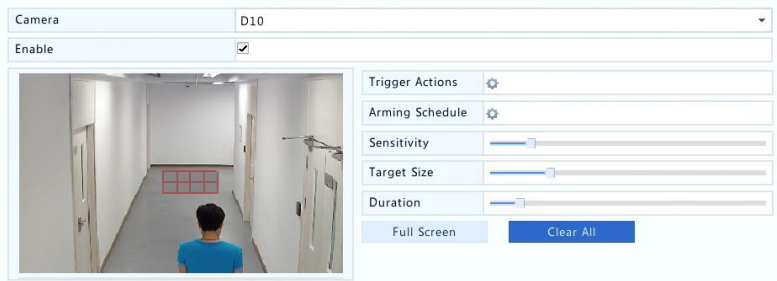 Camera
D10
Enable
Trigger Actions
Arming Schedule
Sensitivity
Target Size
Duration
Full Screen
Clear All